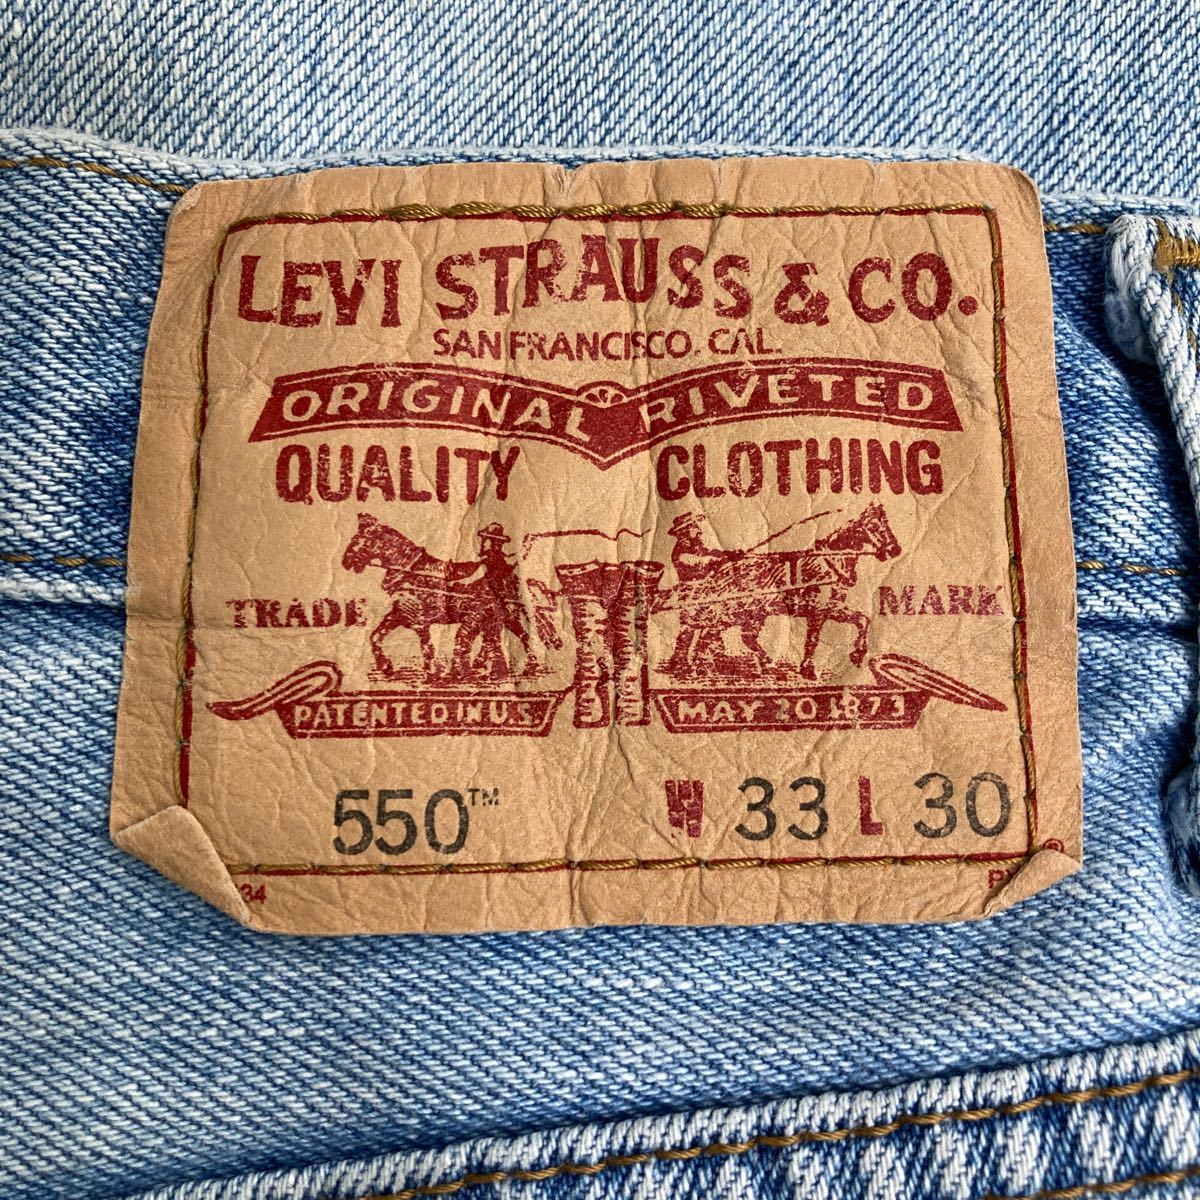 LEVI STRAUSS & CO.
SAN FRANCISCO, CAL.
ORIGINAL RIVETED
QUALITY CLOTHING
TRADE MARK
PATENTED IN U.S. MAY 20 1873
550™ W 33 L 30
®
34